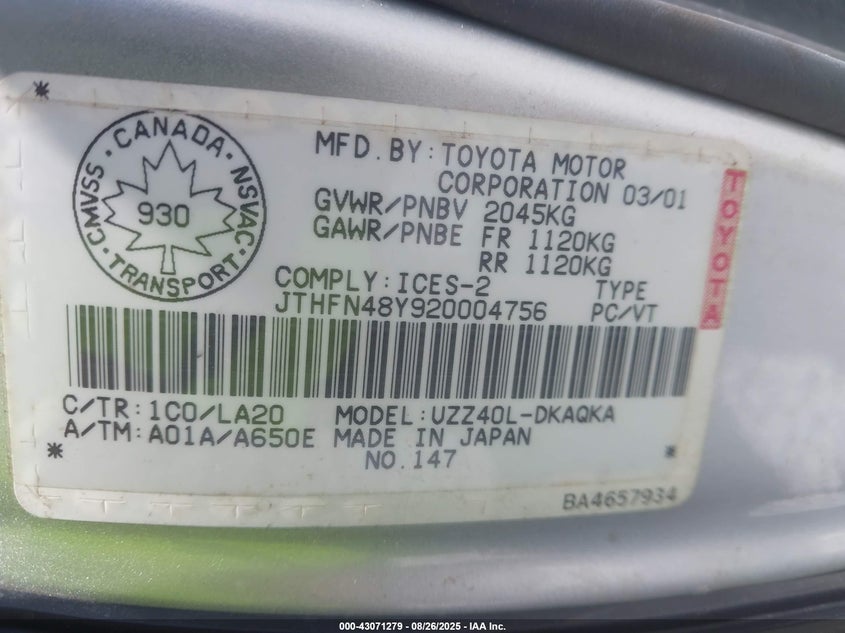 CANADA
CMVSS · NSVAC
930
TRANSPORT
MFD. BY: TOYOTA MOTOR
CORPORATION 03/01
GVWR/PNBV 2045KG
GAWR/PNBE FR 1120KG
RR 1120KG
COMPLY: ICES-2 TYPE
JTHFN48Y920004756 PC/VT
TOYOTA
C/TR: 1C0/LA20 MODEL: UZZ40L-DKAQKA
A/TM: A01A/A650E MADE IN JAPAN
NO. 147
BA4657934
000-43071279 - 08/26/2025 - IAA Inc.